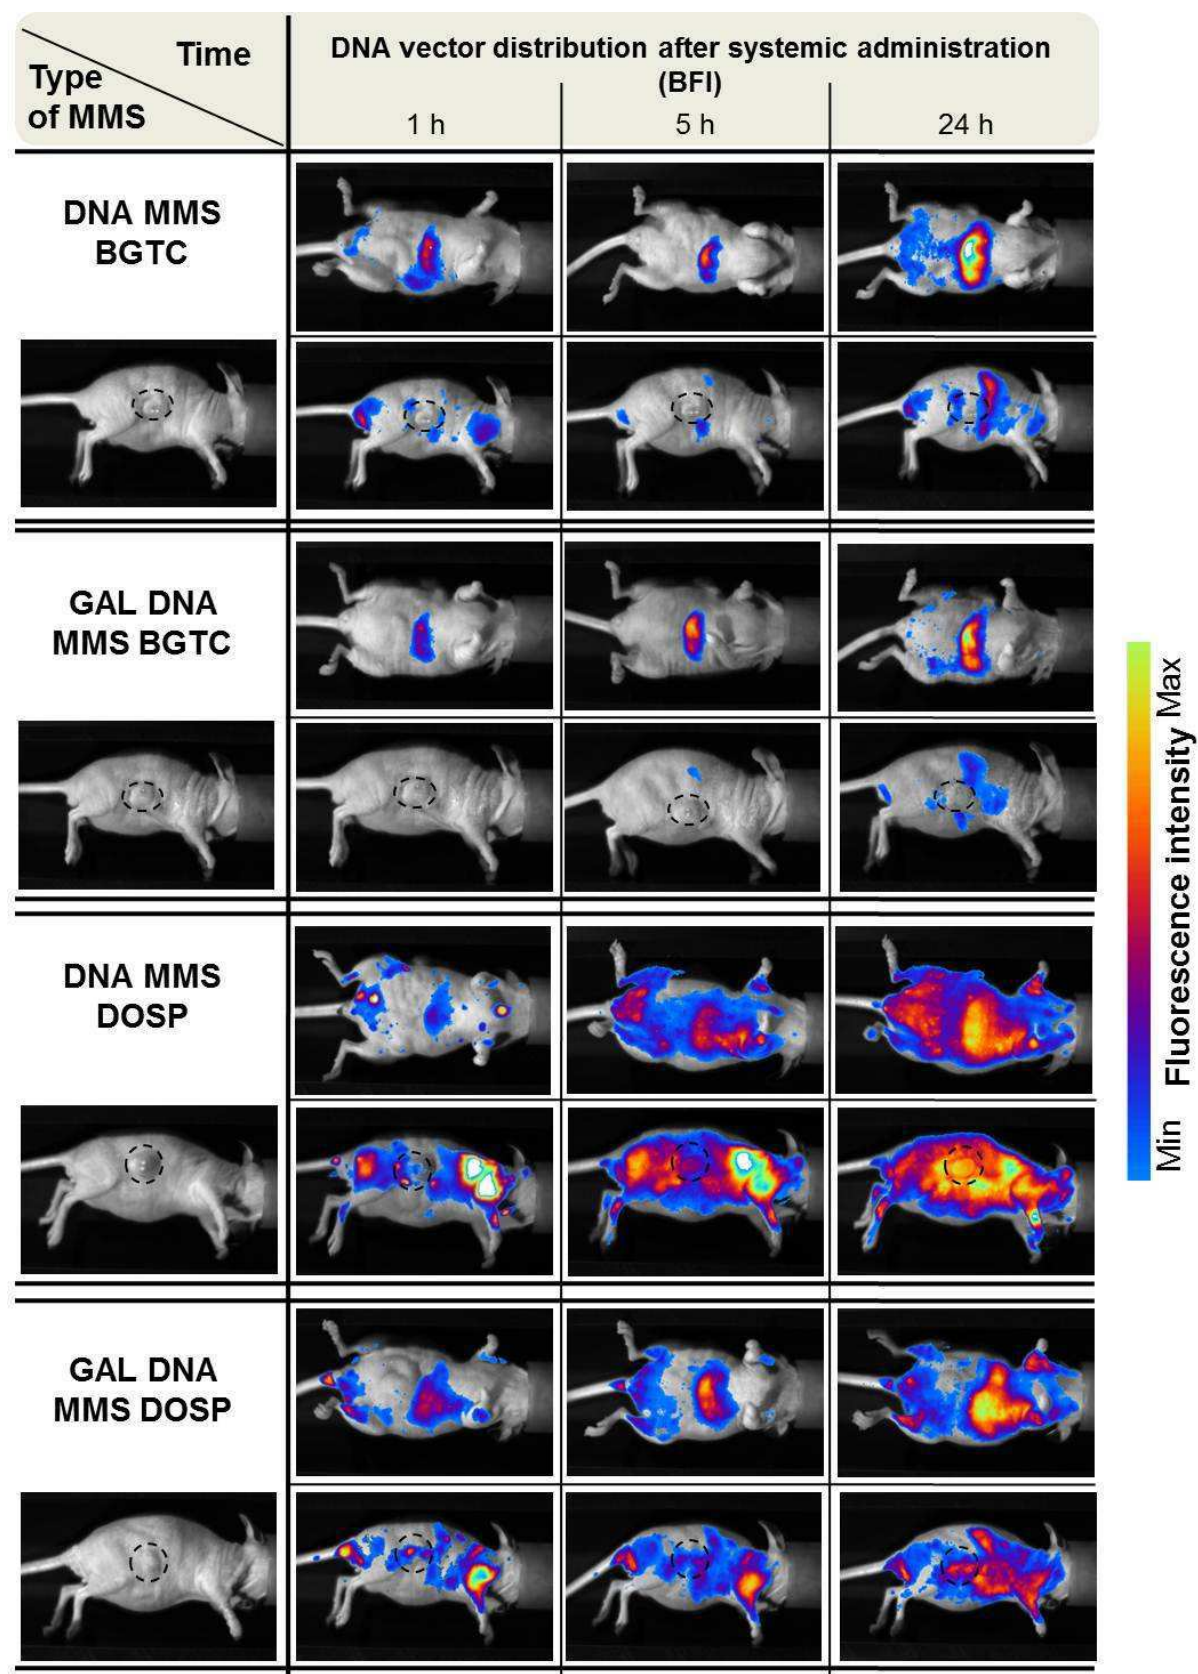 Time
Type
of MMS
DNA vector distribution after systemic administration
(BFI)
1 h
5 h
24 h
DNA MMS
BGTC
GAL DNA
MMS BGTC
DNA MMS
DOSP
GAL DNA
MMS DOSP
Min Fluorescence intensity Max